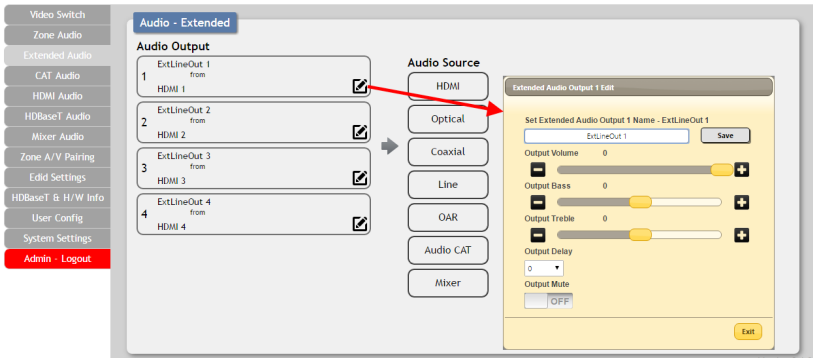 Video Switch
Zone Audio
Extended Audio
CAT Audio
HDMI Audio
HDBaseT Audio
Mixer Audio
Zone A/V Pairing
Edid Settings
HDBaseT & H/W Info
User Config
System Settings
Admin - Logout
Audio - Extended
Audio Output
ExtLineOut 1
1 from
HDMI 1
ExtLineOut 2
2 from
HDMI 2
ExtLineOut 3
3 from
HDMI 3
ExtLineOut 4
4 from
HDMI 4
Audio Source
HDMI
Optical
Coaxial
Line
OAR
Audio CAT
Mixer
Extended Audio Output 1 Edit
Set Extended Audio Output 1 Name - ExtLineOut 1
ExtLineOut 1 Save
Output Volume 0
Output Bass 0
Output Treble 0
Output Delay
0
Output Mute
OFF
Exit